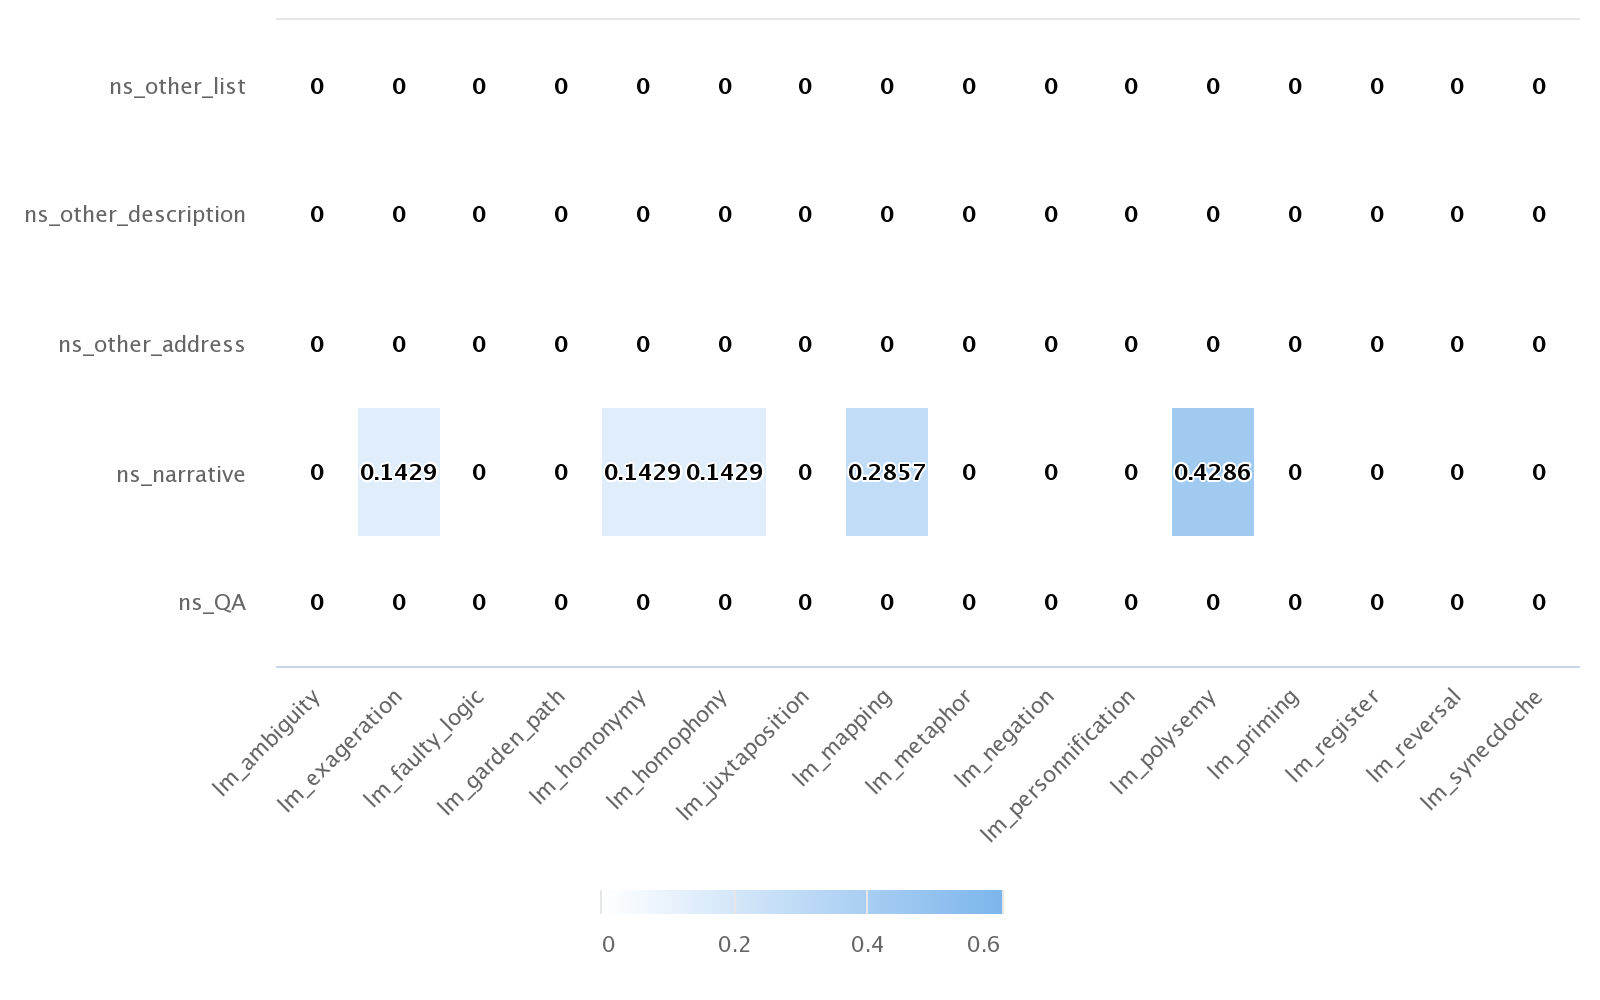 ns_other_list 0 0 0 0 0 0 0 0 0 0 0 0 0 0 0 0
ns_other_description 0 0 0 0 0 0 0 0 0 0 0 0 0 0 0 0
ns_other_address 0 0 0 0 0 0 0 0 0 0 0 0 0 0 0 0
ns_narrative 0 0.1429 0 0 0.1429 0.1429 0 0.2857 0 0 0 0.4286 0 0 0 0
ns_QA 0 0 0 0 0 0 0 0 0 0 0 0 0 0 0 0
lm_ambiguity
lm_exageration
lm_faulty_logic
lm_garden_path
lm_homonymy
lm_homophony
lm_juxtaposition
lm_mapping
lm_metaphor
lm_negation
lm_personnification
lm_polysemy
lm_priming
lm_register
lm_reversal
lm_synecdoche
0 0.2 0.4 0.6